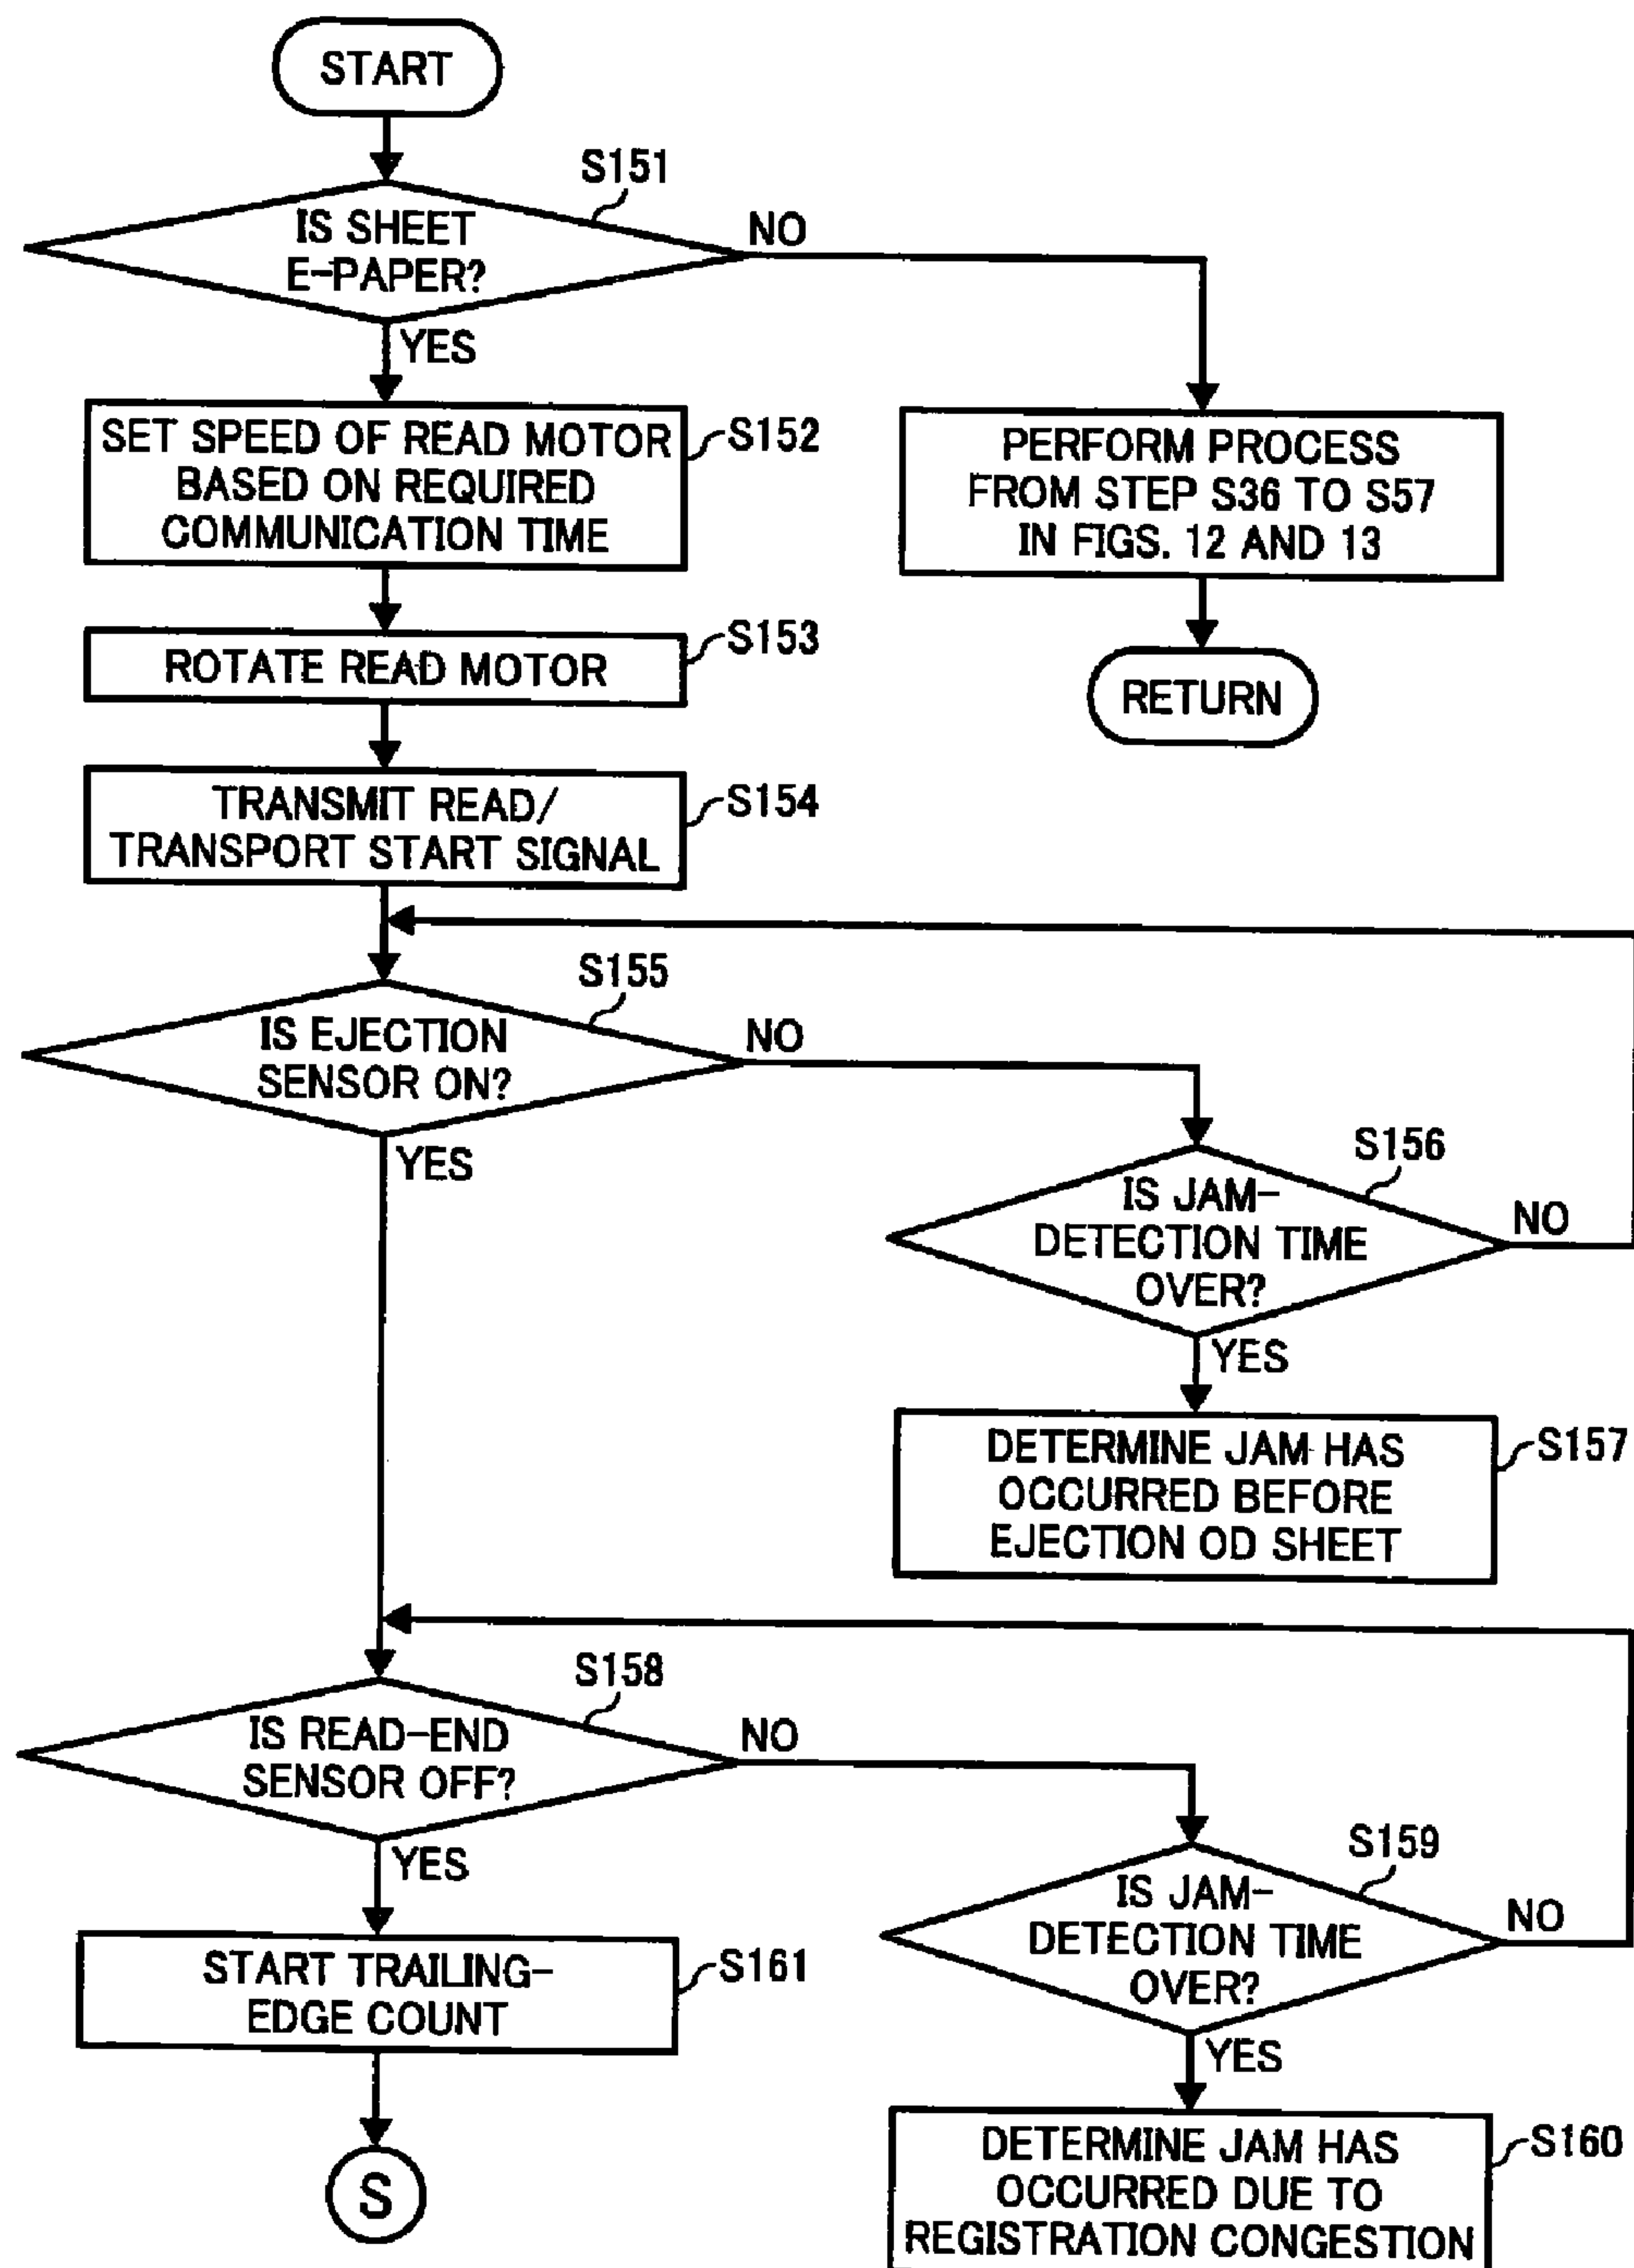 START
S151
IS SHEET
E-PAPER?
NO
YES
SET SPEED OF READ MOTOR
BASED ON REQUIRED
COMMUNICATION TIME
S152
PERFORM PROCESS
FROM STEP S36 TO S57
IN FIGS. 12 AND 13
ROTATE READ MOTOR
S153
RETURN
TRANSMIT READ/
TRANSPORT START SIGNAL
S154
S155
IS EJECTION
SENSOR ON?
NO
YES
S156
IS JAM-
DETECTION TIME
OVER?
NO
YES
DETERMINE JAM HAS
OCCURRED BEFORE
EJECTION OD SHEET
S157
S158
IS READ-END
SENSOR OFF?
NO
YES
S159
IS JAM-
DETECTION TIME
OVER?
NO
YES
START TRAILING-
EDGE COUNT
S161
DETERMINE JAM HAS
OCCURRED DUE TO
REGISTRATION CONGESTION
S160
S